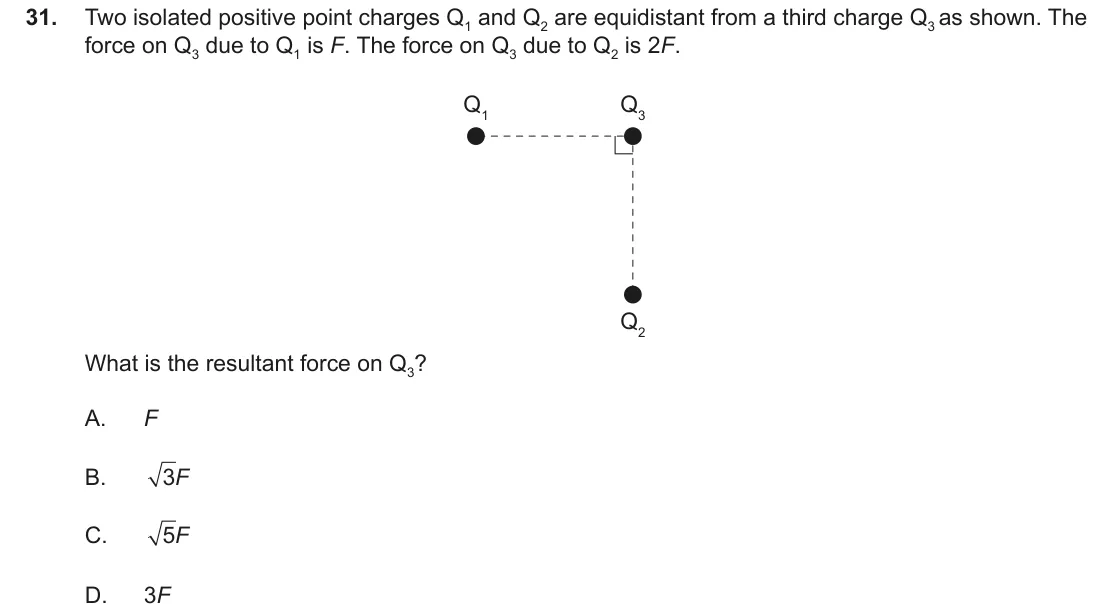 31. Two isolated positive point charges Q₁ and Q₂ are equidistant from a third charge Q₃ as shown. The
force on Q₃ due to Q₁ is F. The force on Q₃ due to Q₂ is 2F.
Q₁ Q₃
Q₂
What is the resultant force on Q₃?
A. F
B. √3F
C. √5F
D. 3F